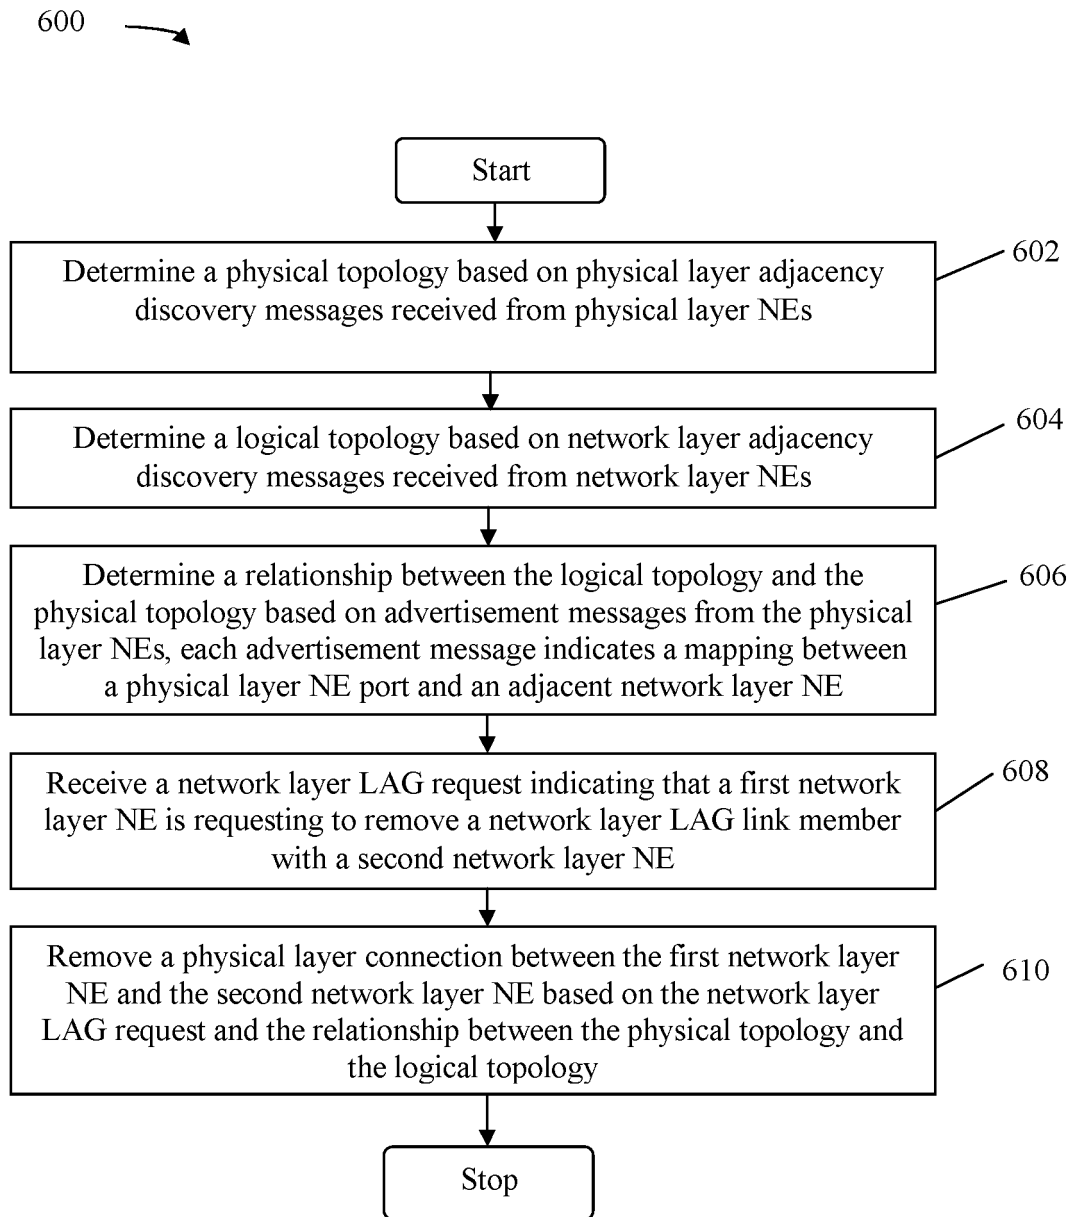 600
Start
Determine a physical topology based on physical layer adjacency
discovery messages received from physical layer NEs
602
Determine a logical topology based on network layer adjacency
discovery messages received from network layer NEs
604
Determine a relationship between the logical topology and the
physical topology based on advertisement messages from the physical
layer NEs, each advertisement message indicates a mapping between
a physical layer NE port and an adjacent network layer NE
606
Receive a network layer LAG request indicating that a first network
layer NE is requesting to remove a network layer LAG link member
with a second network layer NE
608
Remove a physical layer connection between the first network layer
NE and the second network layer NE based on the network layer
LAG request and the relationship between the physical topology and
the logical topology
610
Stop